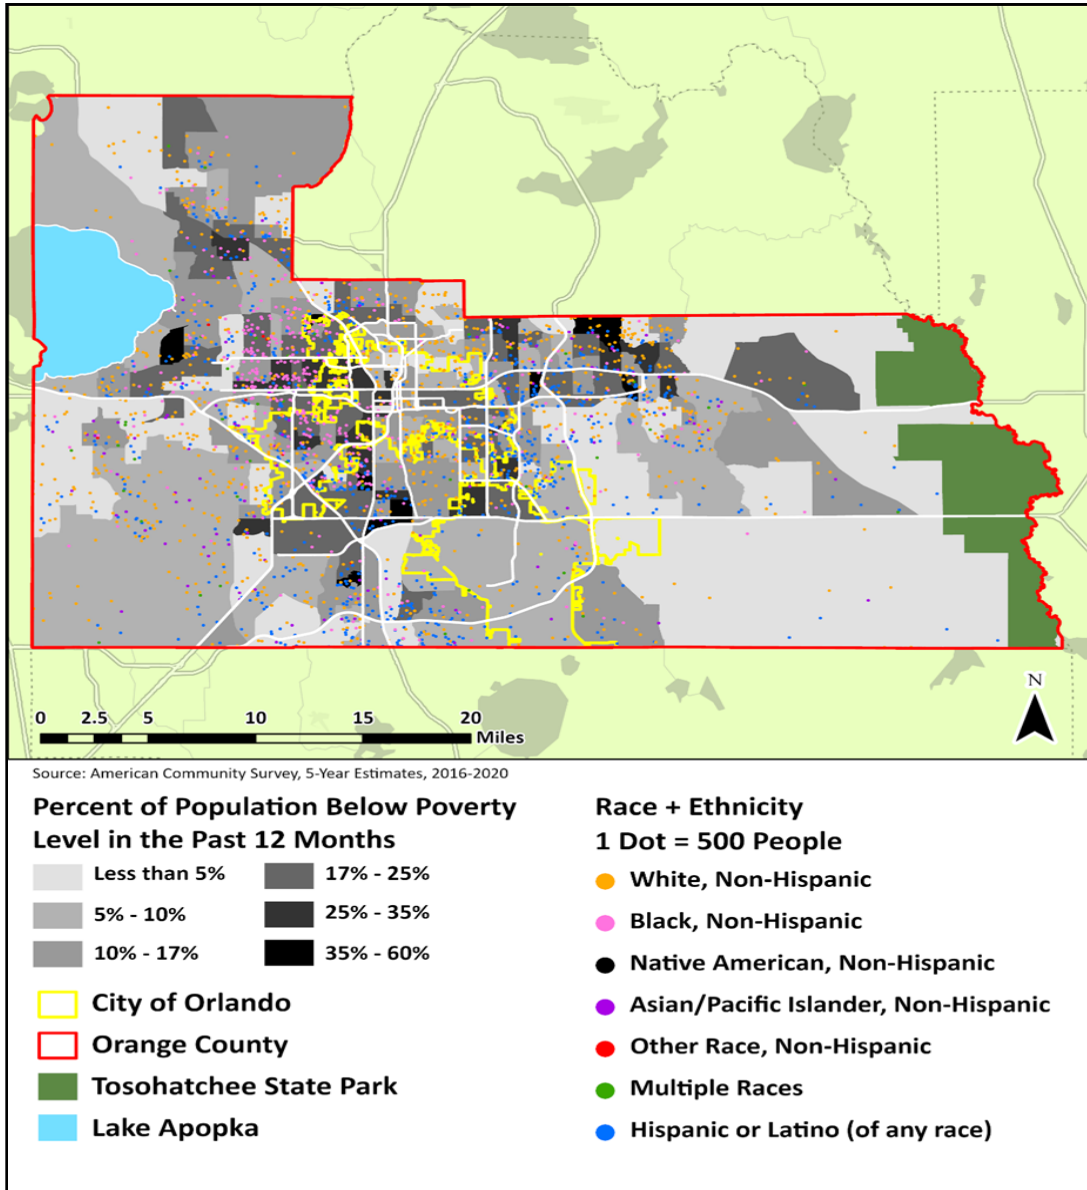 N
0 2.5 5 10 15 20
Miles
Source: American Community Survey, 5-Year Estimates, 2016-2020
Percent of Population Below Poverty
Level in the Past 12 Months
Less than 5%
17% - 25%
5% - 10%
25% - 35%
10% - 17%
35% - 60%
City of Orlando
Orange County
Tosohatchee State Park
Lake Apopka
Race + Ethnicity
1 Dot = 500 People
White, Non-Hispanic
Black, Non-Hispanic
Native American, Non-Hispanic
Asian/Pacific Islander, Non-Hispanic
Other Race, Non-Hispanic
Multiple Races
Hispanic or Latino (of any race)